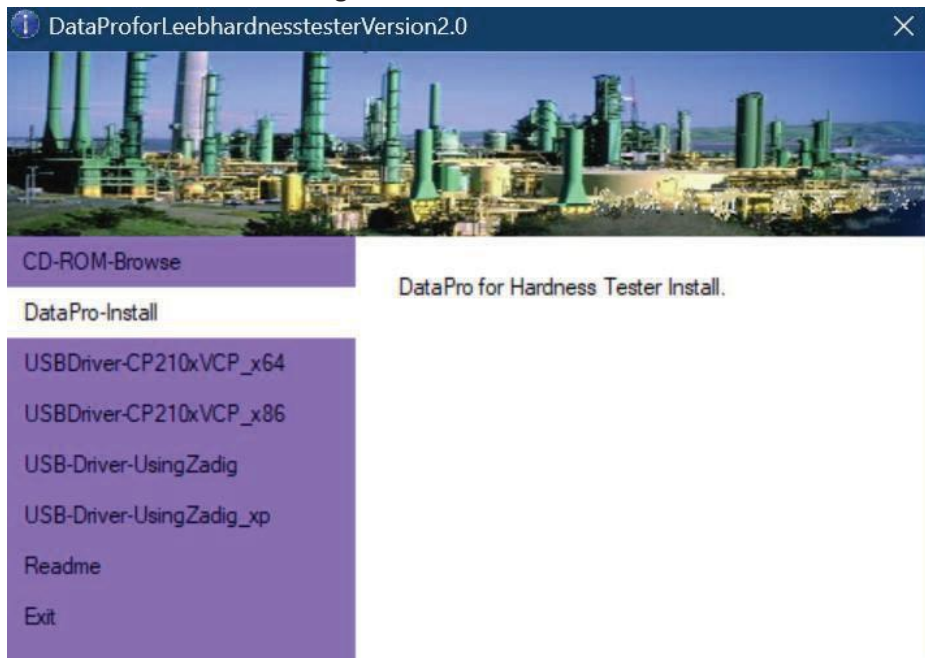 DataProforLeebhardnesstesterVersion2.0
CD-ROM-Browse
DataPro-Install
DataPro for Hardness Tester Install.
USBDriver-CP210xVCP_x64
USBDriver-CP210xVCP_x86
USB-Driver-UsingZadig
USB-Driver-UsingZadig_xp
Readme
Exit